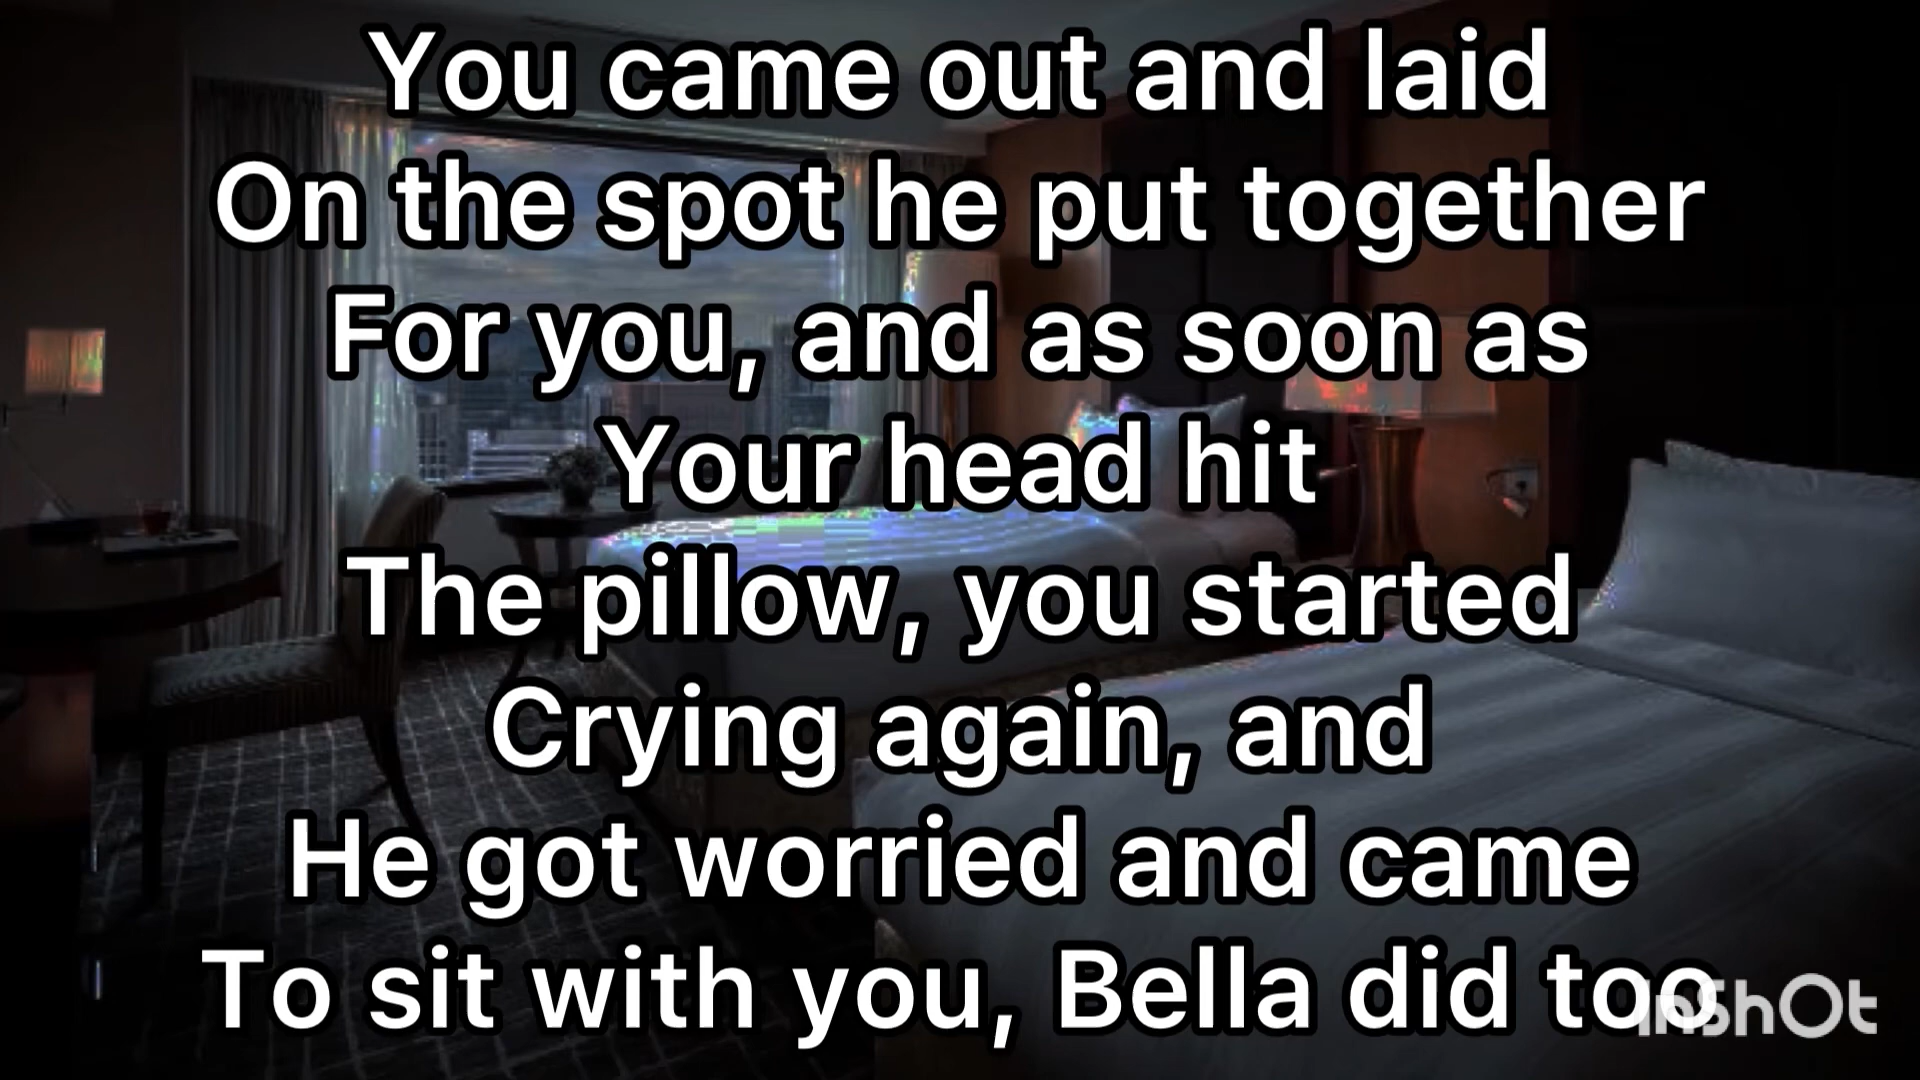 You came out and laid
On the spot he put together
For you, and as soon as
Your head hit
The pillow, you started
Crying again, and
He got worried and came
To sit with you, Bella did too
InShOt